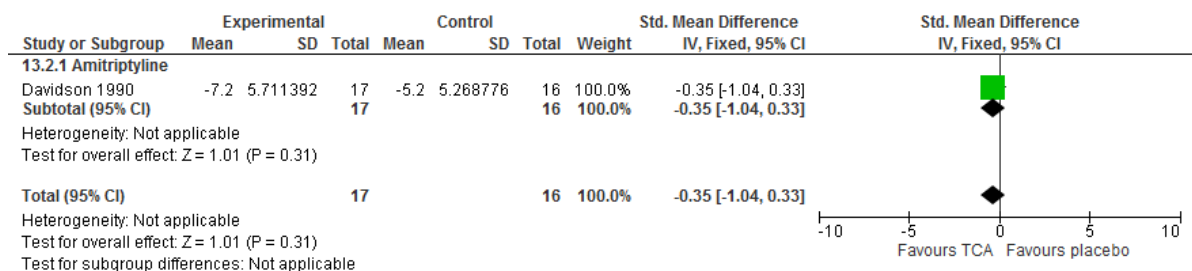 Experimental Control Std. Mean Difference Std. Mean Difference
Study or Subgroup Mean SD Total Mean SD Total Weight IV, Fixed, 95% CI IV, Fixed, 95% CI
13.2.1 Amitriptyline
Davidson 1990 -7.2 5.711392 17 -5.2 5.268776 16 100.0% -0.35 [-1.04, 0.33]
Subtotal (95% CI) 17 16 100.0% -0.35 [-1.04, 0.33]
Heterogeneity: Not applicable
Test for overall effect: Z = 1.01 (P = 0.31)
Total (95% CI) 17 16 100.0% -0.35 [-1.04, 0.33]
Heterogeneity: Not applicable
Test for overall effect: Z = 1.01 (P = 0.31)
Test for subgroup differences: Not applicable
-10 -5 0 5 10
Favours TCA Favours placebo